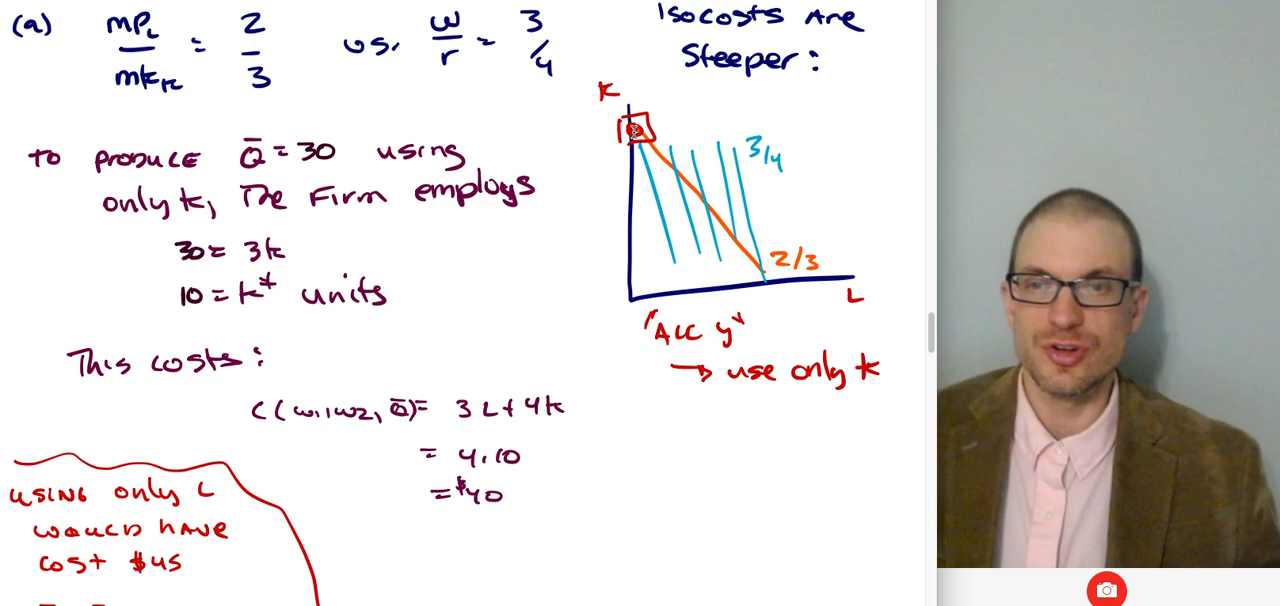 (a) MPL / MKK = 2 / 3 vs. w / r = 3 / 4
Isocosts Are
Steeper:
To produce Q̄ = 30 using
only K, The Firm employs
30 = 3K
10 = K* units
This costs:
C(w1, w2, Q̄) = 3L + 4K
= 4.10
= $40
using only L
would have
cost $45
K
3/4
2/3
L
"ALL y"
→ use only K